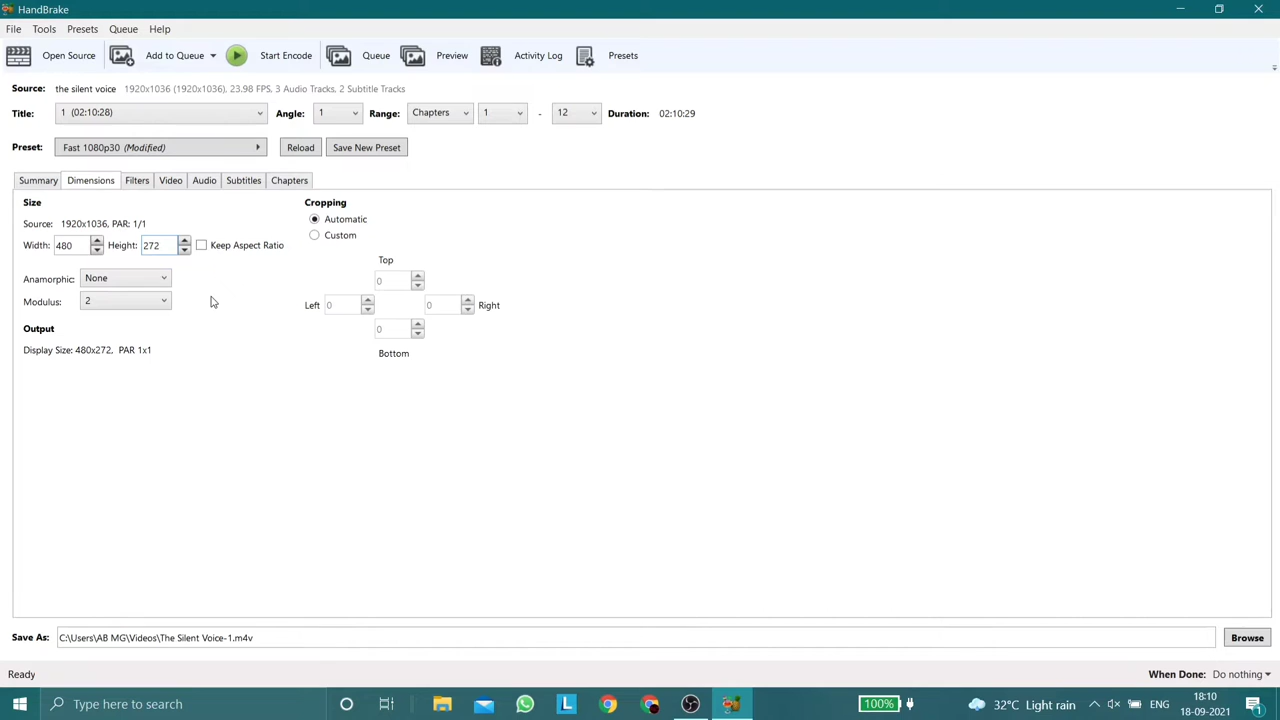 HandBrake
File Tools Presets Queue Help
Open Source Add to Queue Start Encode Queue Preview Activity Log Presets
Source: the silent voice 1920x1036 (1920x1036), 23.98 FPS, 3 Audio Tracks, 2 Subtitle Tracks
Title: 1 (02:10:28) Angle: 1 Range: Chapters 1 - 12 Duration: 02:10:29
Preset: Fast 1080p30 (Modified) Reload Save New Preset
Summary Dimensions Filters Video Audio Subtitles Chapters
Size
Source: 1920x1036, PAR: 1/1
Width: 480 Height: 272 Keep Aspect Ratio
Anamorphic: None
Modulus: 2
Output
Display Size: 480x272, PAR 1x1
Cropping
Automatic
Custom
Top
0
Left 0 0 Right
0
Bottom
Save As: C:\Users\AB MG\Videos\The Silent Voice-1.m4v Browse
Ready When Done: Do nothing
Type here to search 100% 32°C Light rain ENG 18:10
18-09-2021
1